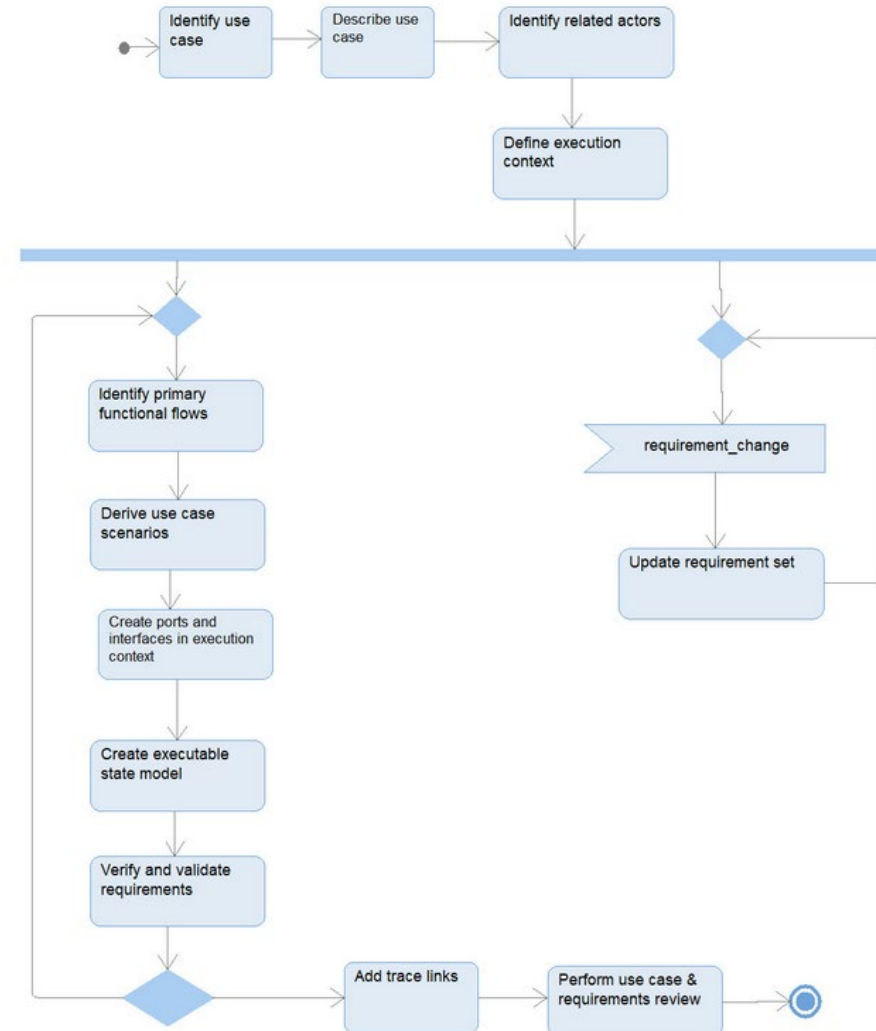 Identify use
case
Describe use
case
Identify related actors
Define execution
context
Identify primary
functional flows
requirement_change
Derive use case
scenarios
Update requirement set
Create ports and
interfaces in execution
context
Create executable
state model
Verify and validate
requirements
Add trace links
Perform use case &
requirements review